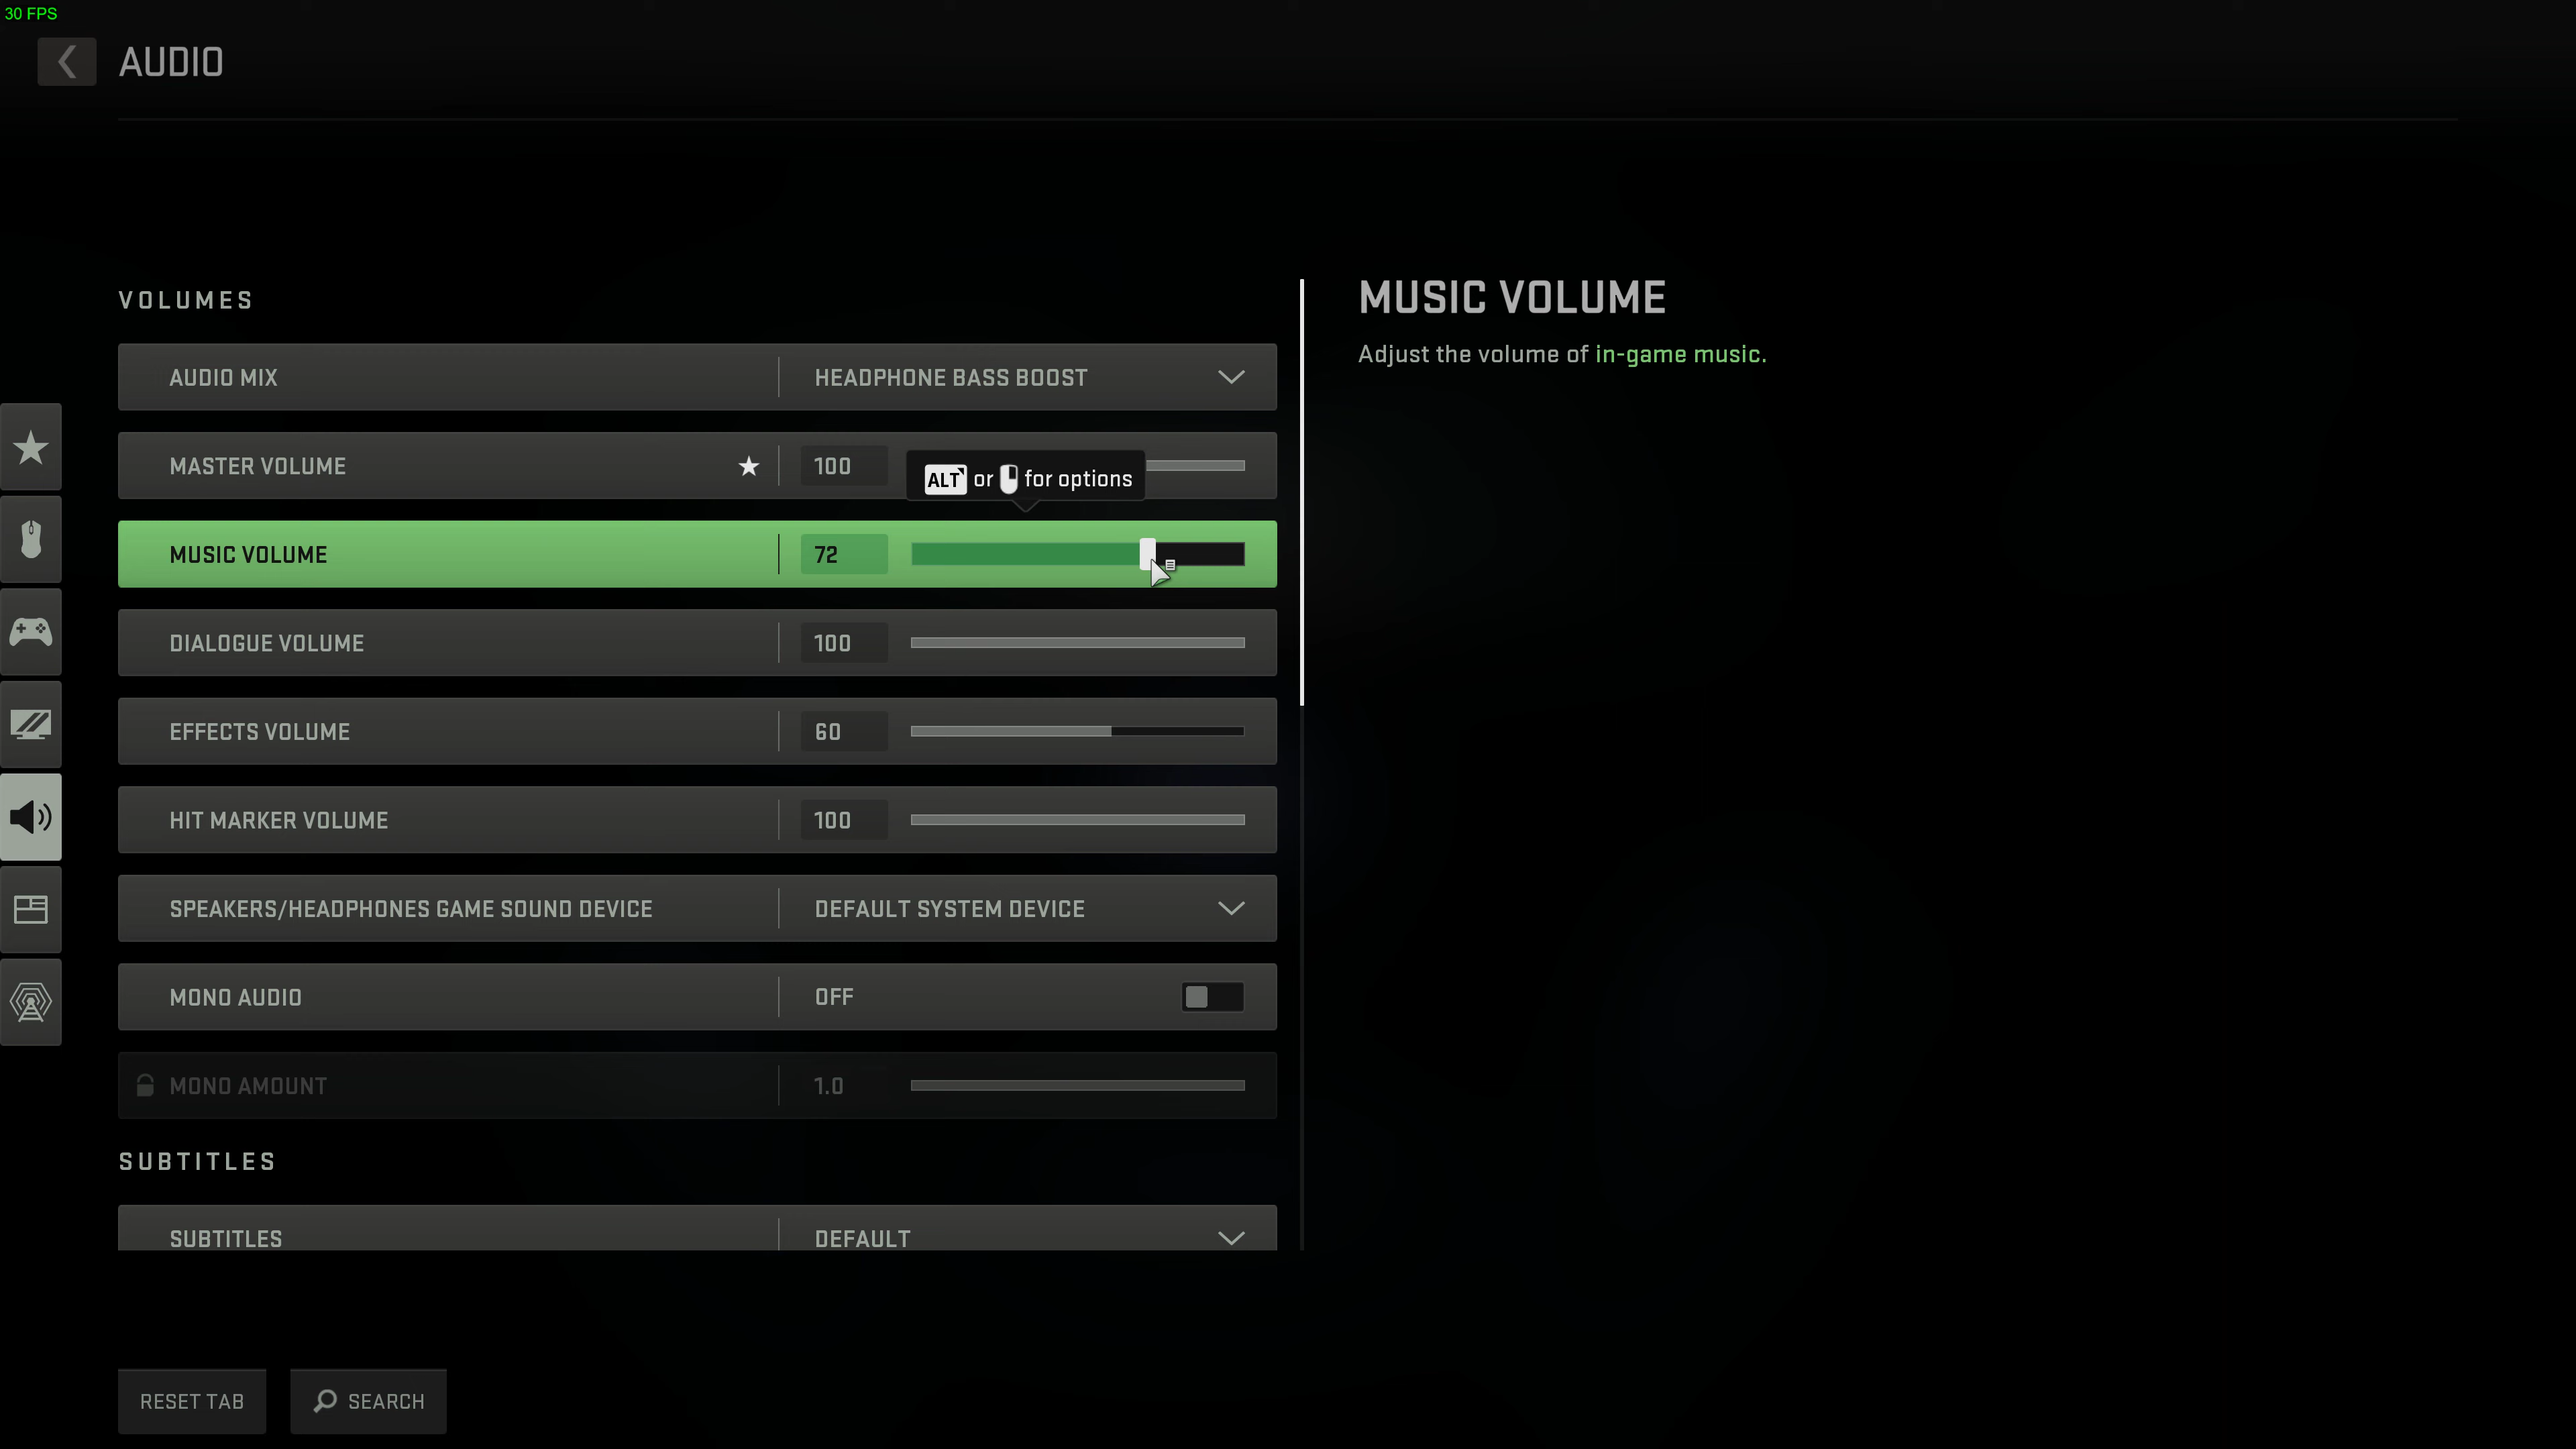 30 FPS
AUDIO
VOLUMES
AUDIO MIX HEADPHONE BASS BOOST
MASTER VOLUME 100
ALT or for options
MUSIC VOLUME 72
DIALOGUE VOLUME 100
EFFECTS VOLUME 60
HIT MARKER VOLUME 100
SPEAKERS/HEADPHONES GAME SOUND DEVICE DEFAULT SYSTEM DEVICE
MONO AUDIO OFF
MONO AMOUNT 1.0
SUBTITLES
SUBTITLES DEFAULT
MUSIC VOLUME
Adjust the volume of in-game music.
RESET TAB SEARCH